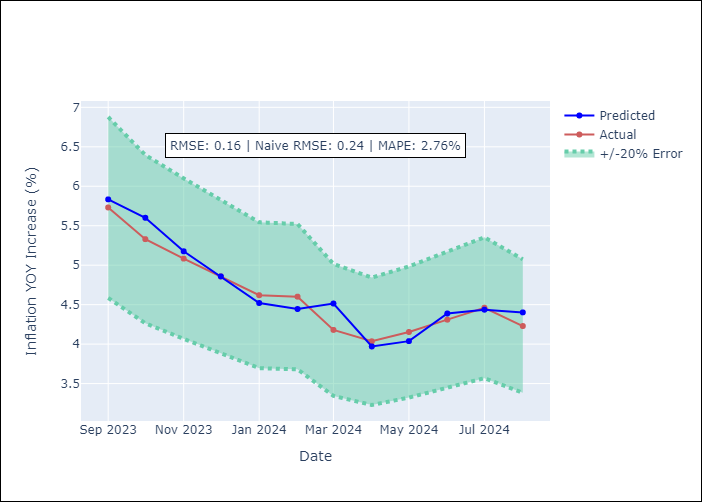 7
6.5
6
5.5
5
4.5
4
3.5
Inflation YOY Increase (%)
RMSE: 0.16 | Naive RMSE: 0.24 | MAPE: 2.76%
Predicted
Actual
+/-20% Error
Sep 2023
Nov 2023
Jan 2024
Mar 2024
May 2024
Jul 2024
Date